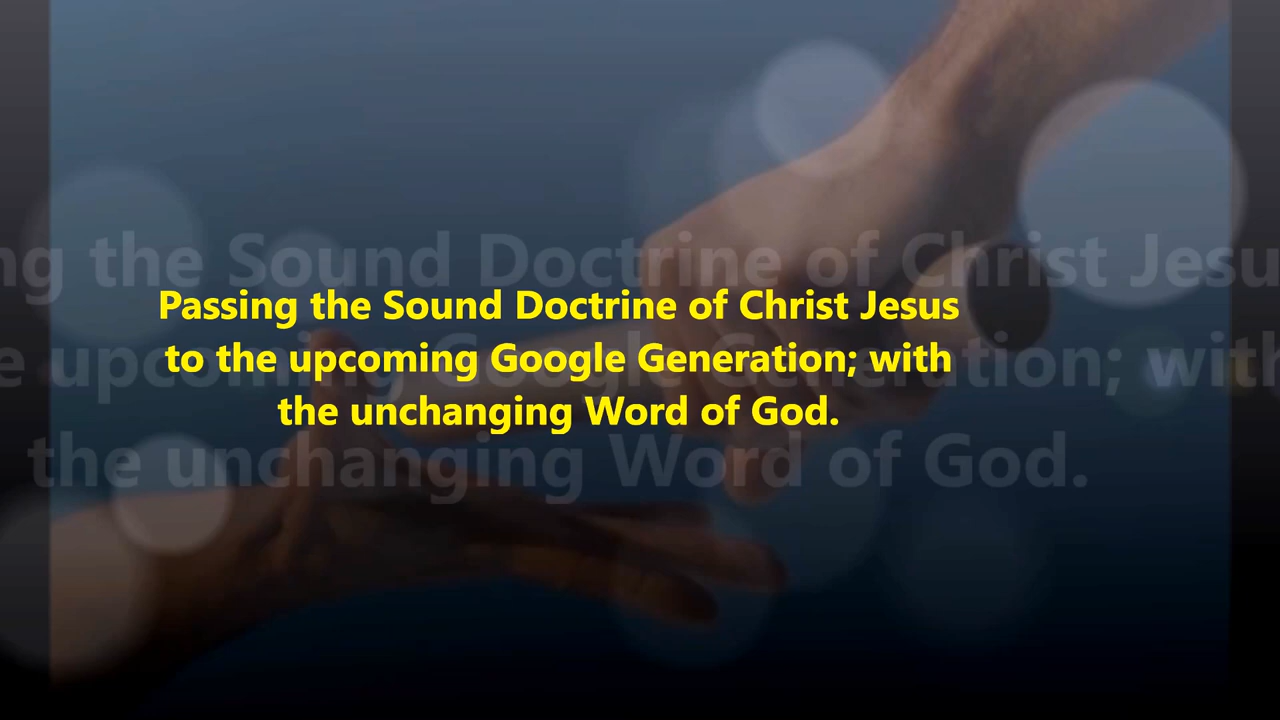 Passing the Sound Doctrine of Christ Jesus
to the upcoming Google Generation; with
the unchanging Word of God.